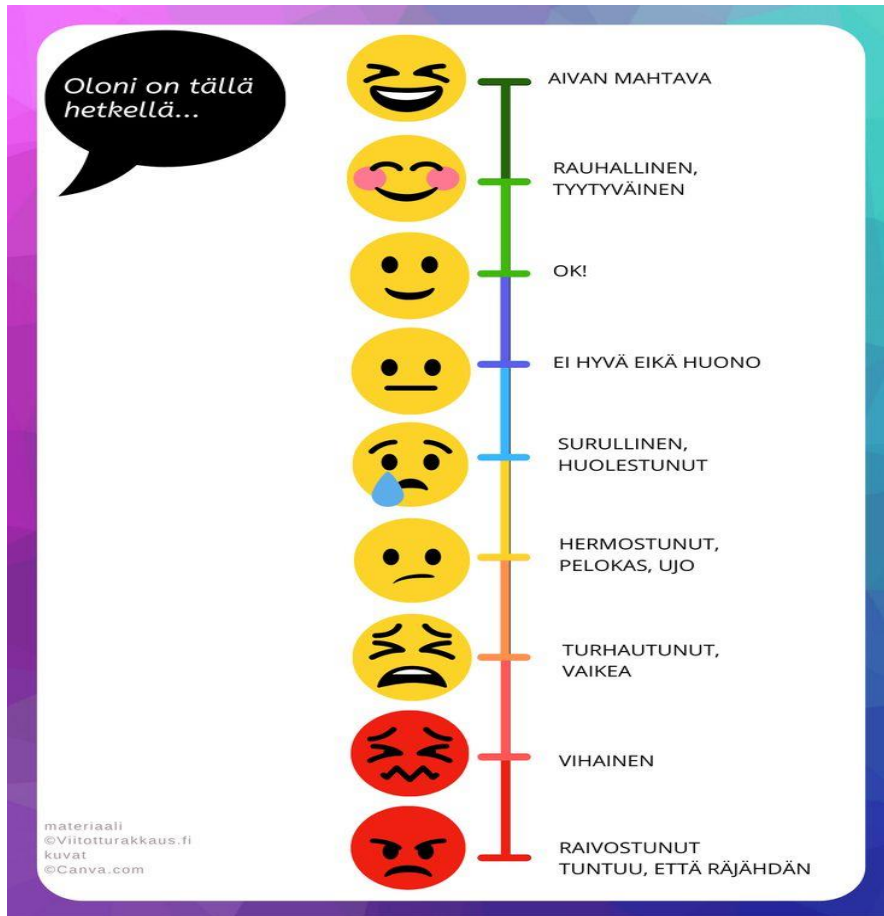 Oloni on tällä
hetkellä...
AIVAN MAHTAVA
RAUHALLINEN,
TYYTYVÄINEN
OK!
EI HYVÄ EIKÄ HUONO
SURULLINEN,
HUOLESTUNUT
HERMOSTUNUT,
PELOKAS, UJO
TURHAUTUNUT,
VAIKEA
VIHAINEN
RAIVOSTUNUT
TUNTUU, ETTÄ RÄJÄHDÄN
materiaali
©Viitotturakkaus.fi
kuvat
©Canva.com